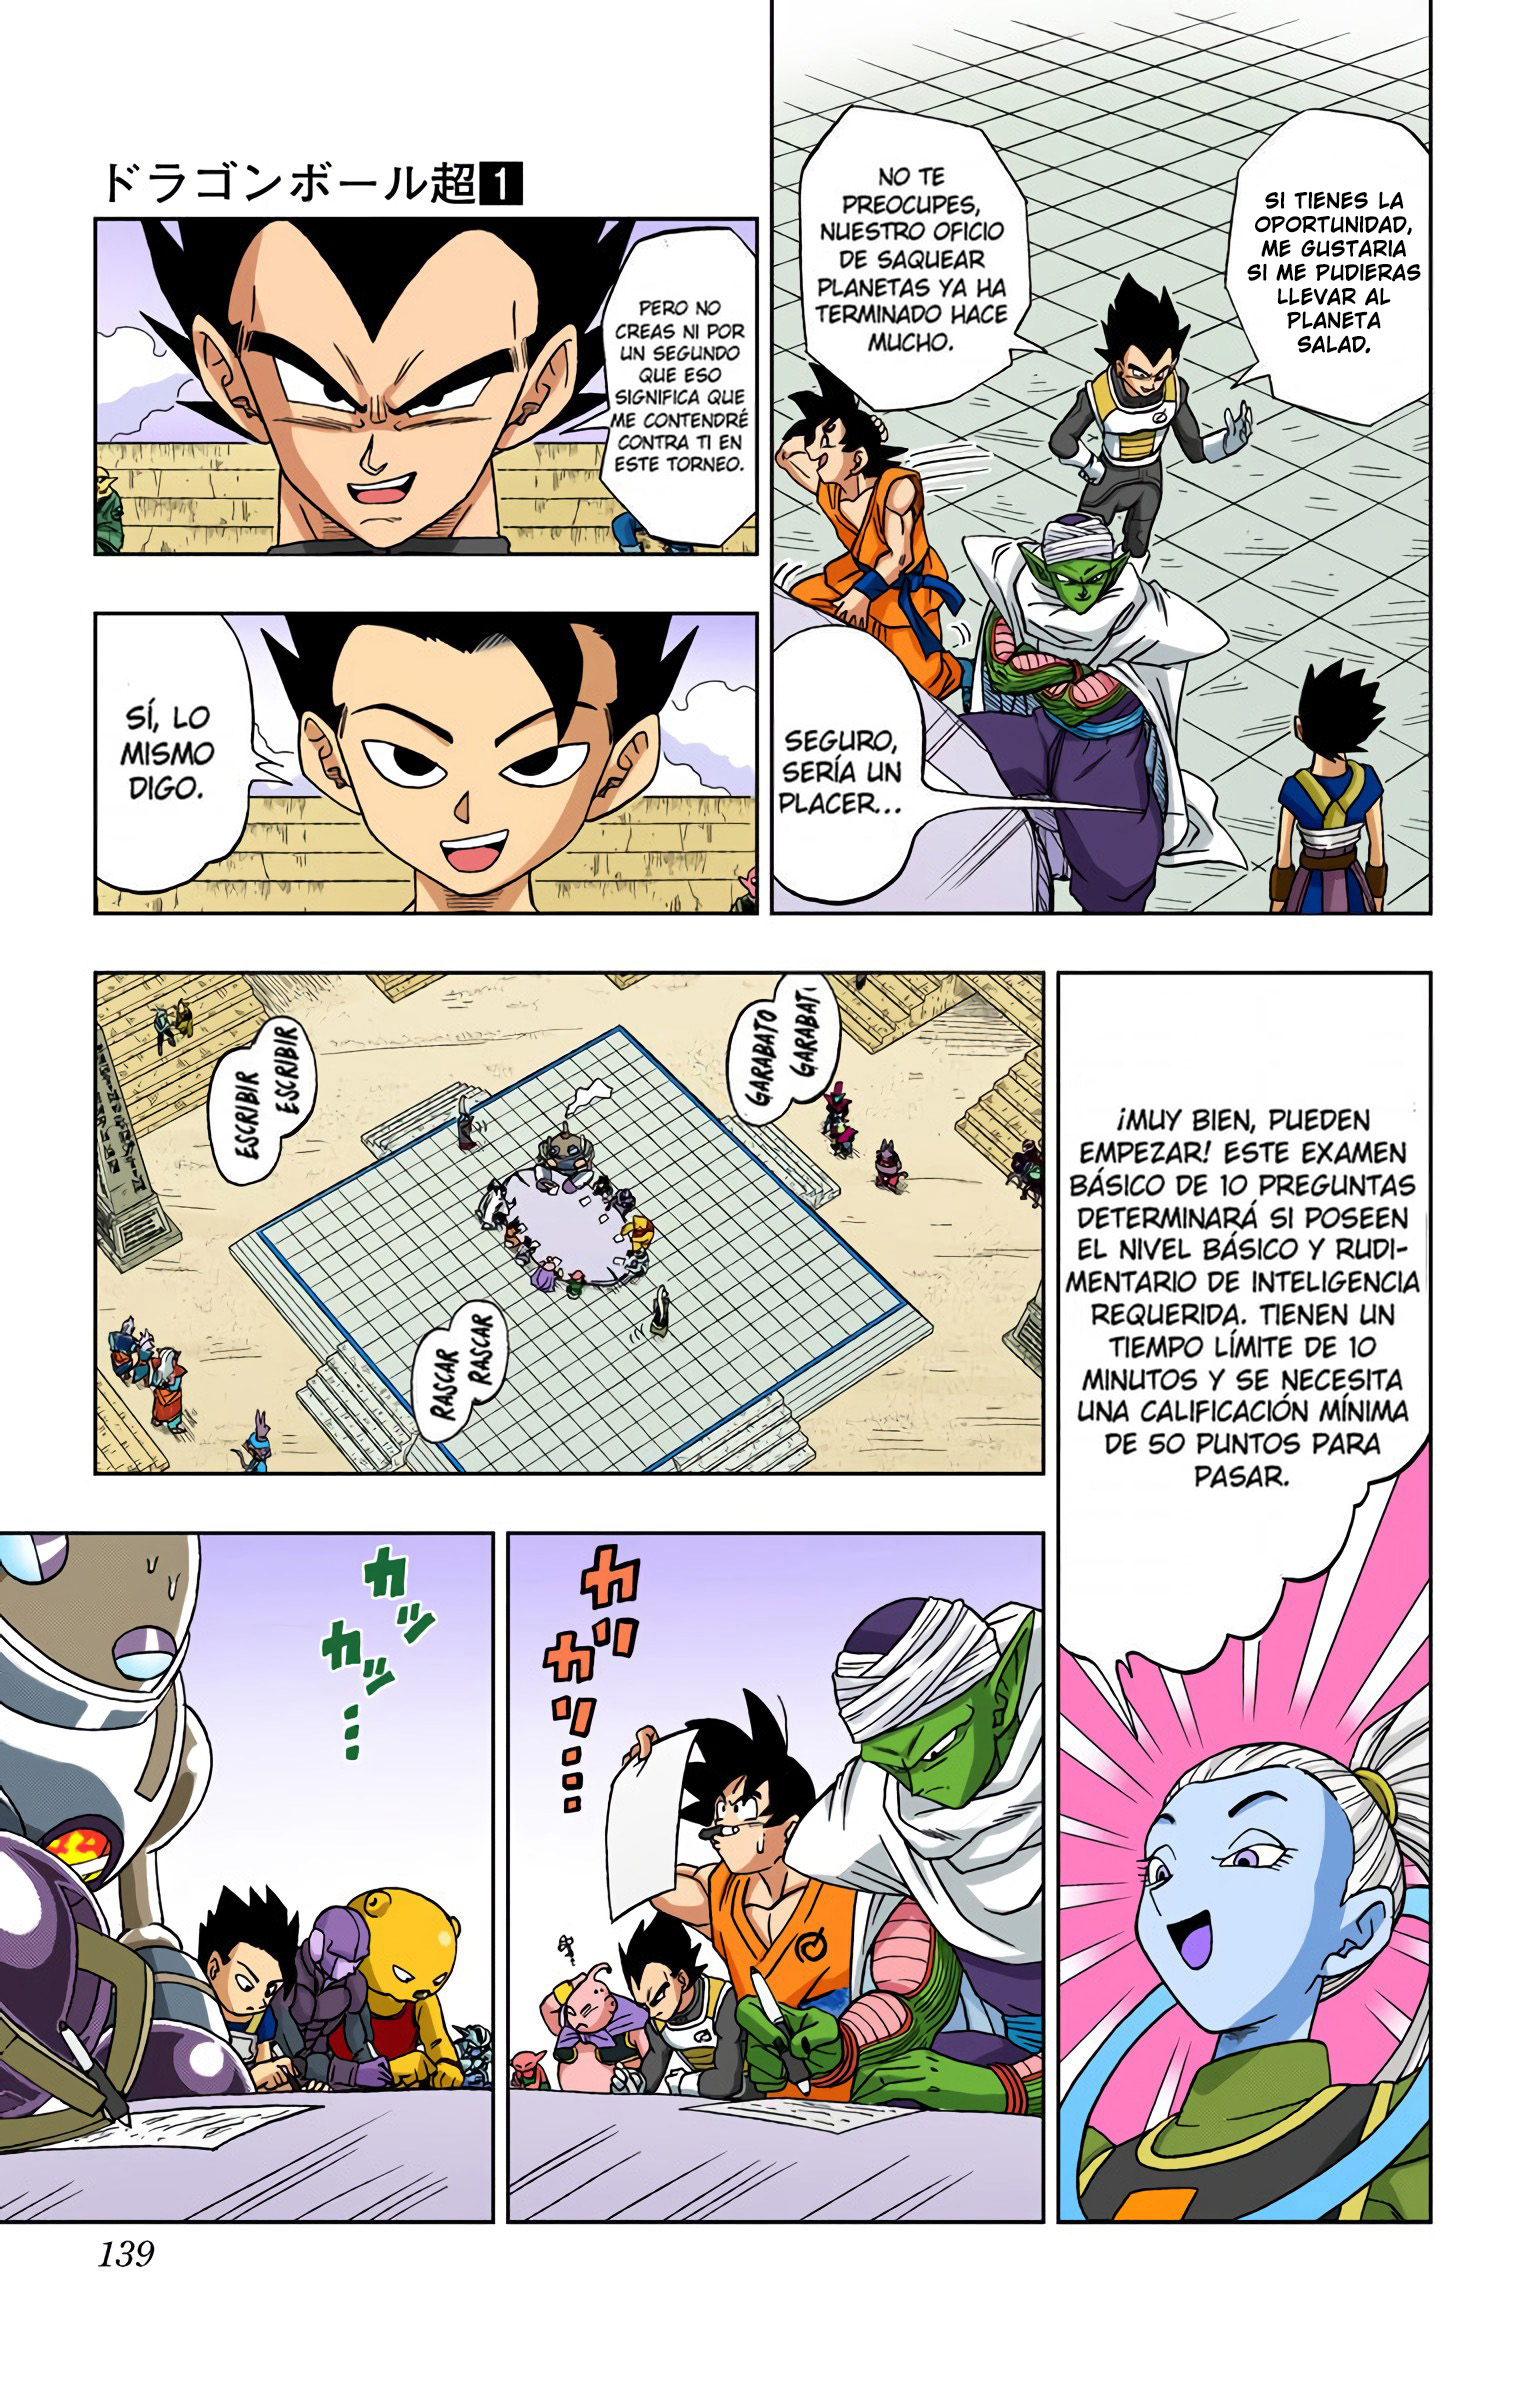 ドラゴンボール超1
SI TIENES LA
OPORTUNIDAD,
ME GUSTARIA
SI ME PUDIERAS
LLEVAR AL
PLANETA
SALAD.
NO TE
PREOCUPES,
NUESTRO OFICIO
DE SAQUEAR
PLANETAS YA HA
TERMINADO HACE
MUCHO.
SEGURO,
SERÍA UN
PLACER...
PERO NO
CREAS NI POR
UN SEGUNDO
QUE ESO
SIGNIFICA QUE
ME CONTENDRÉ
CONTRA TI EN
ESTE TORNEO.
SÍ, LO
MISMO
DIGO.
¡MUY BIEN, PUEDEN
EMPEZAR! ESTE EXAMEN
BÁSICO DE 10 PREGUNTAS
DETERMINARÁ SI POSEEN
EL NIVEL BÁSICO Y RUDI-
MENTARIO DE INTELIGENCIA
REQUERIDA. TIENEN UN
TIEMPO LÍMITE DE 10
MINUTOS Y SE NECESITA
UNA CALIFICACIÓN MÍNIMA
DE 50 PUNTOS PARA
PASAR.
GARABATO
GARABATI
ESCRIBIR
ESCRIBIR
RASCAR
RASCAR
カリ
カリ…
カッ
カッ…
139